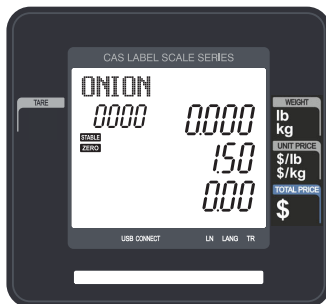 CAS LABEL SCALE SERIES
ONION
TARE
0000
0.000
WEIGHT
lb
kg
STABLE
ZERO
1.50
UNIT PRICE
$/lb
$/kg
0.00
TOTAL PRICE
$
USB CONNECT LN LANG TR